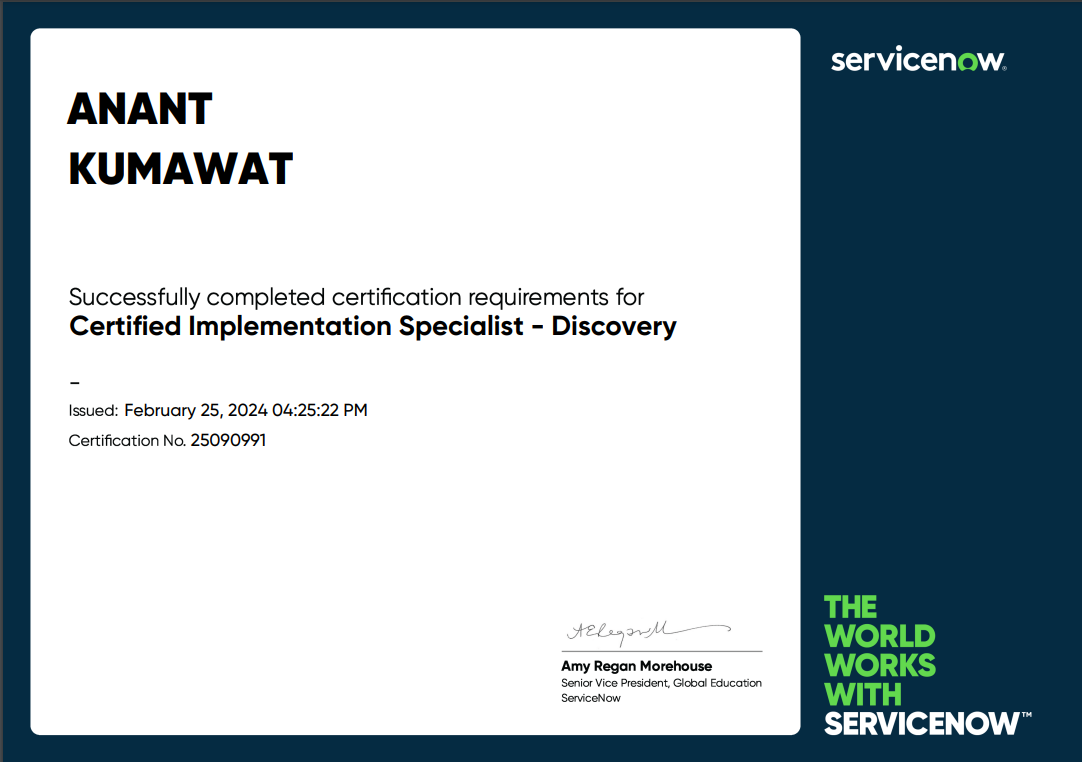 ANANT
KUMAWAT
Successfully completed certification requirements for
Certified Implementation Specialist - Discovery
–
Issued: February 25, 2024 04:25:22 PM
Certification No. 25090991
Amy Regan Morehouse
Senior Vice President, Global Education
ServiceNow
servicenow®
THE
WORLD
WORKS
WITH
SERVICENOW™